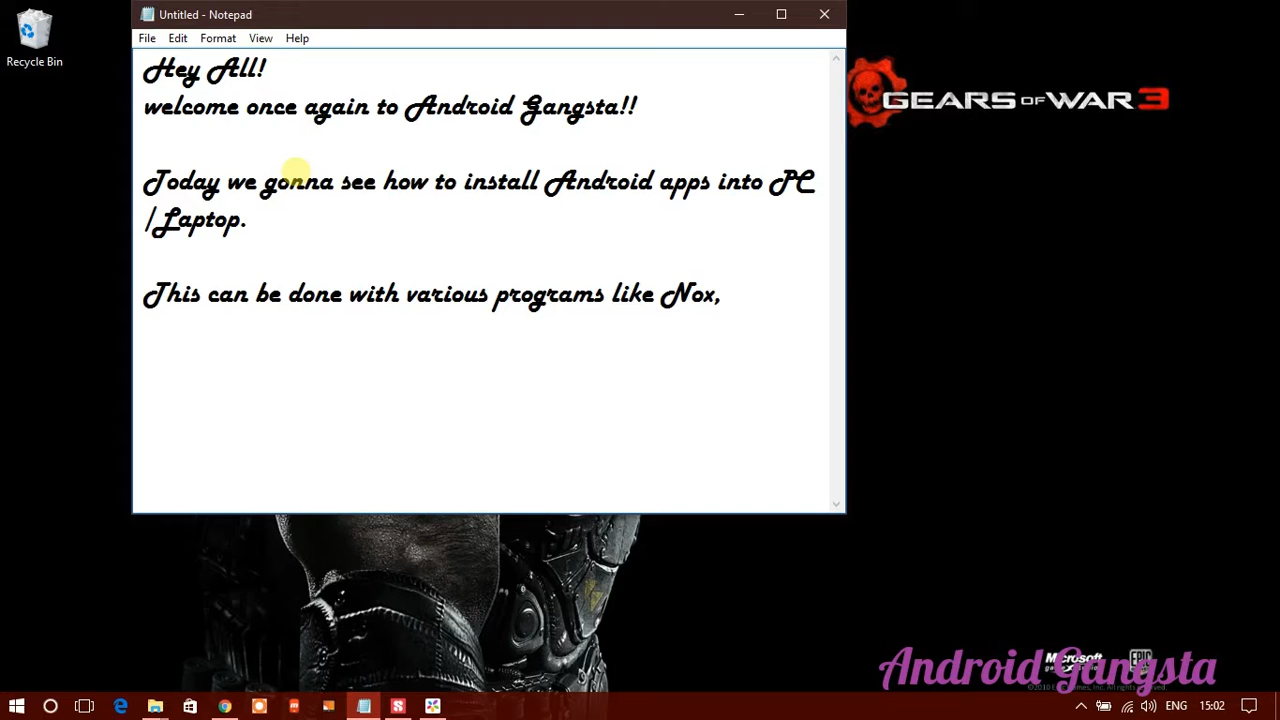 Untitled - Notepad
File Edit Format View Help
Recycle Bin
Hey All!
welcome once again to Android Gangsta!!
Today we gonna see how to install Android apps into PC
|Laptop.
This can be done with various programs like Nox,
GEARS OF WAR 3
Microsoft
EPIC
Android Gangsta
ENG
15:02